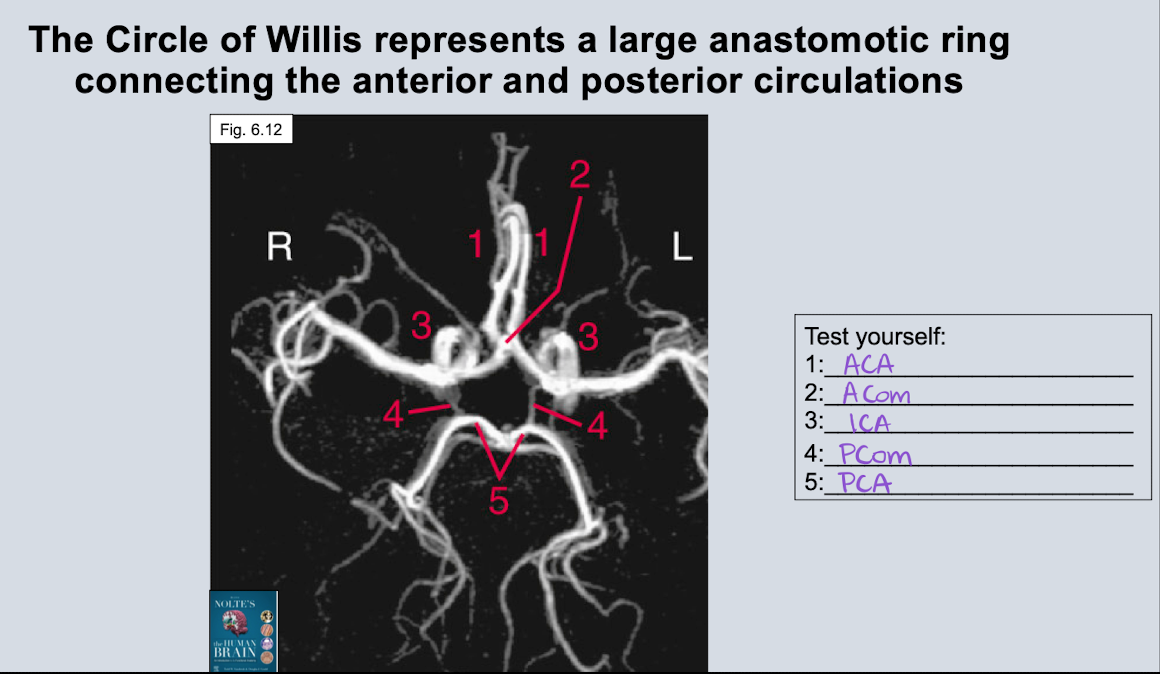 The Circle of Willis represents a large anastomotic ring
connecting the anterior and posterior circulations
Fig. 6.12
2
R
1
1
L
3
3
4
4
5
Test yourself:
1: ACA
2: A Com
3: ICA
4: PCom
5: PCA
NOLTE'S
the HUMAN
BRAIN